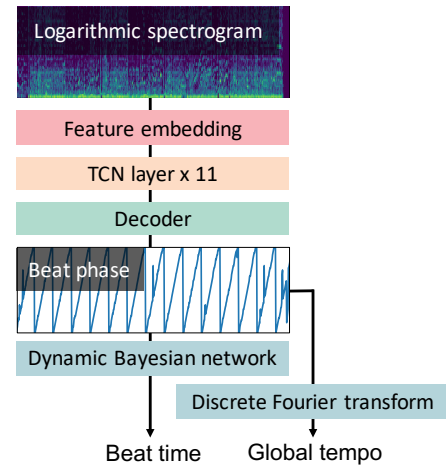 Logarithmic spectrogram
Feature embedding
TCN layer x 11
Decoder
Beat phase
Dynamic Bayesian network
Discrete Fourier transform
Beat time
Global tempo